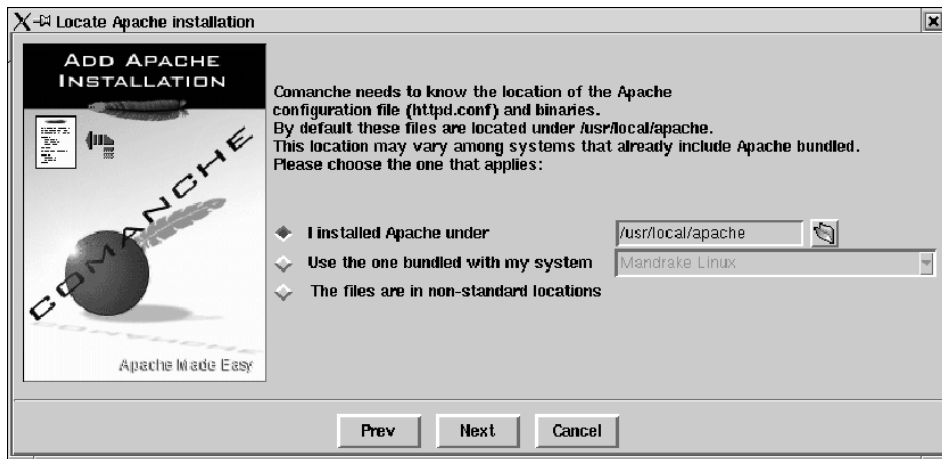 Locate Apache installation
ADD APACHE
INSTALLATION
COMANCHE
Apache Made Easy
Comanche needs to know the location of the Apache
configuration file (httpd.conf) and binaries.
By default these files are located under /usr/local/apache.
This location may vary among systems that already include Apache bundled.
Please choose the one that applies:
I installed Apache under /usr/local/apache
Use the one bundled with my system Mandrake Linux
The files are in non-standard locations
Prev Next Cancel